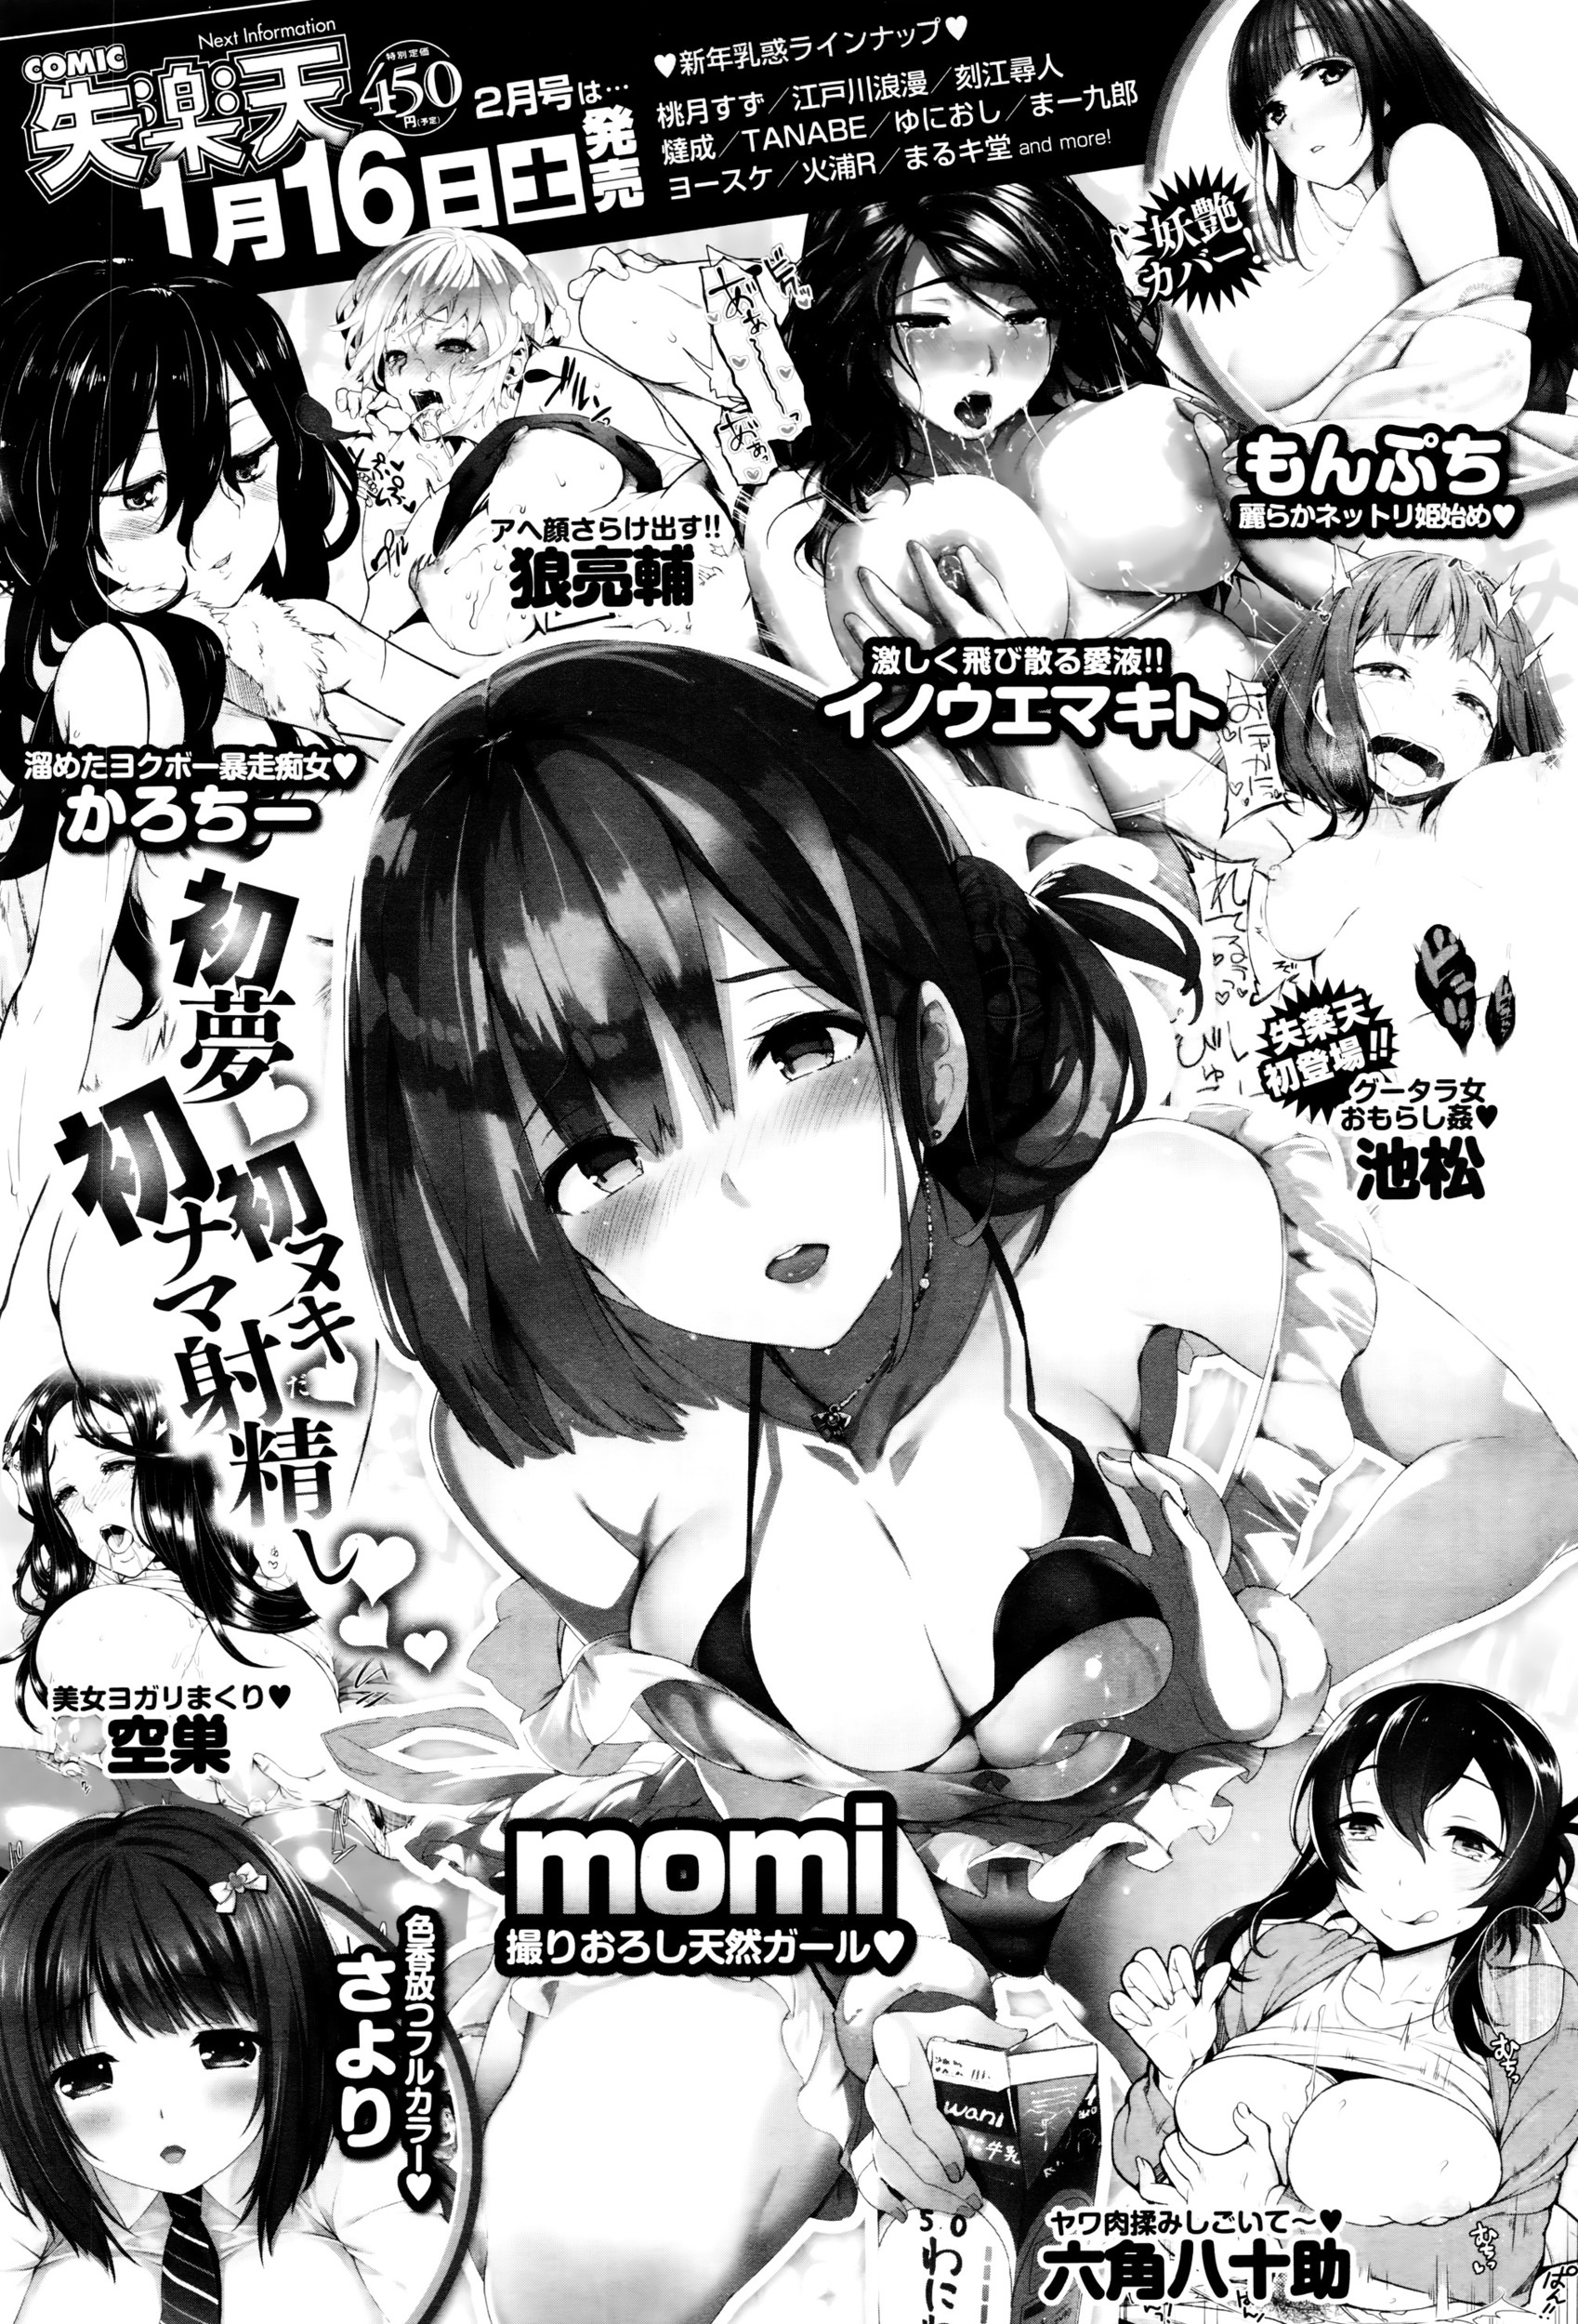 Next Information
COMIC
失楽天
特別定価
450
円(予定)
2月号は…
1月16日土発売
♥新年乳惑ラインナップ♥
桃月すず／江戸川浪漫／刻江尋人
燵成／TANABE／ゆにおし／まー九郎
ヨースケ／火浦R／まるキ堂 and more!
妖艶
カバー!
もんぷち
麗らかネットリ姫始め♥
アヘ顔さらけ出す!!
狼亮輔
激しく飛び散る愛液!!
イノウエマキト
溜めたヨクボー暴走痴女♥
かろちー
失楽天
初登場!!
グータラ女
おもらし姦♥
池松
初夢♥初ヌキだ♥
初ナマ射精し♥♥♥
美女ヨガリまくり♥
空巣
momi
撮りおろし天然ガール♥
色香放つフルカラー♥
さより
wani
牛乳
50
わに
ヤワ肉揉みしごいて〜♥
六角八十助